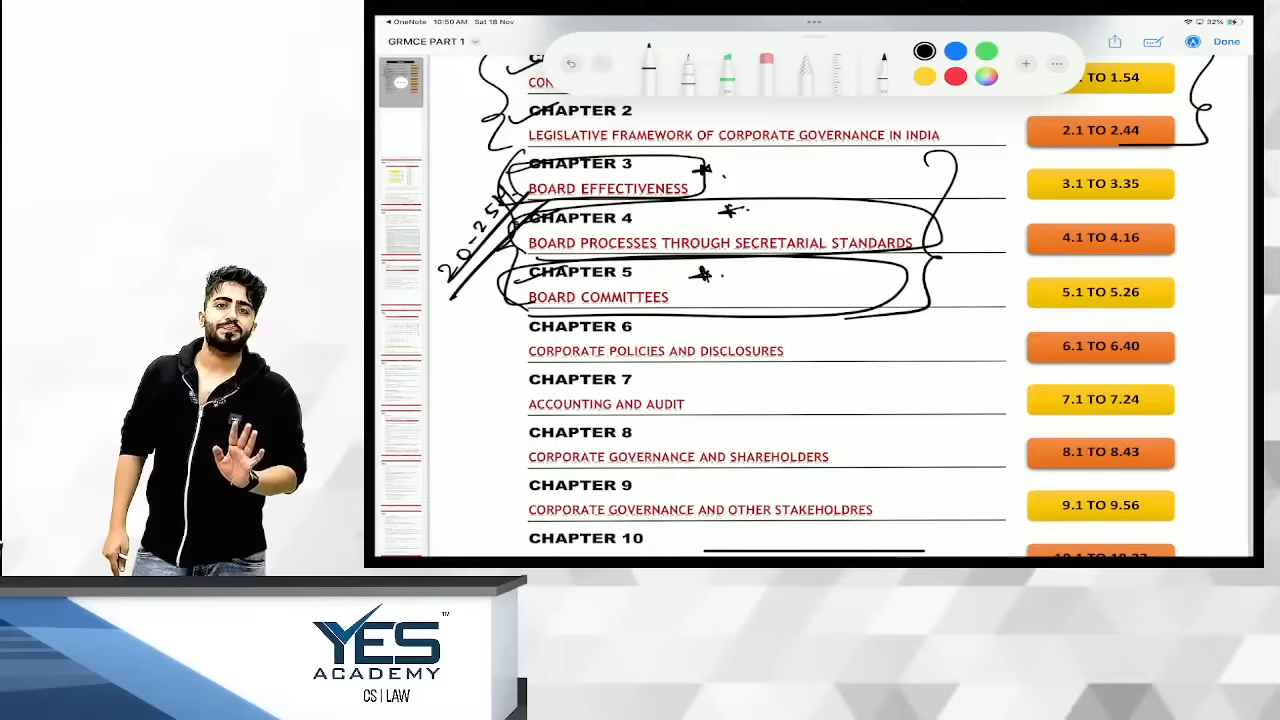 OneNote 10:50 AM Sat 18 Nov
32%
GRMCE PART 1
Done
CON
TO 1.54
CHAPTER 2
LEGISLATIVE FRAMEWORK OF CORPORATE GOVERNANCE IN INDIA
2.1 TO 2.44
CHAPTER 3
BOARD EFFECTIVENESS
3.1 TO 3.35
CHAPTER 4
BOARD PROCESSES THROUGH SECRETARIAL STANDARDS
4.1 TO 4.16
CHAPTER 5
BOARD COMMITTEES
5.1 TO 5.26
CHAPTER 6
CORPORATE POLICIES AND DISCLOSURES
6.1 TO 6.40
CHAPTER 7
ACCOUNTING AND AUDIT
7.1 TO 7.24
CHAPTER 8
CORPORATE GOVERNANCE AND SHAREHOLDERS
8.1 TO 8.43
CHAPTER 9
CORPORATE GOVERNANCE AND OTHER STAKEHOLDRES
9.1 TO 9.56
CHAPTER 10
YES™
ACADEMY
CS | LAW